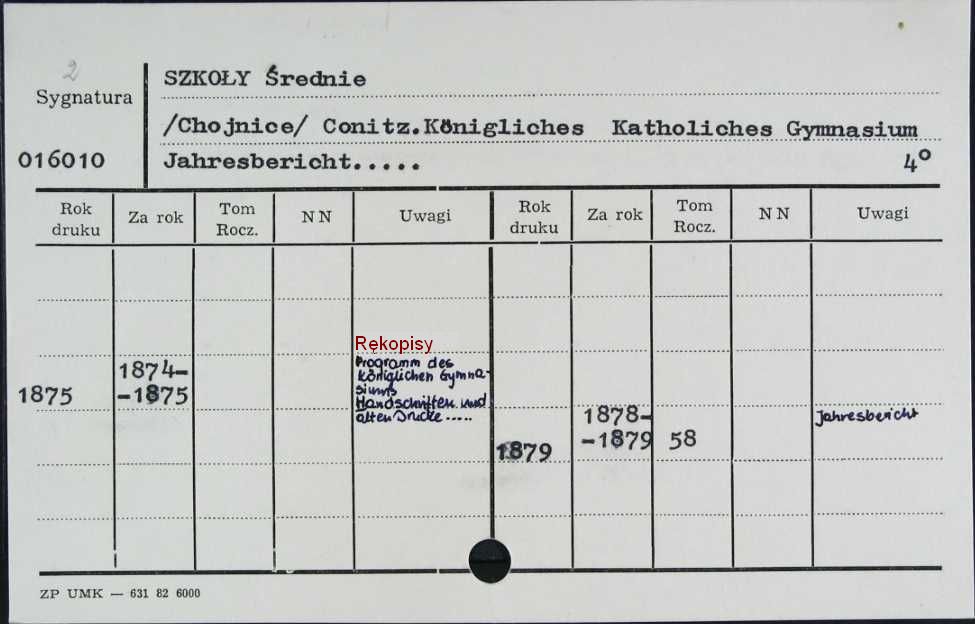 2
Sygnatura
SZKOŁY Średnie
/Chojnice/ Conitz.Königliches Katholiches Gymnasium
016010
Jahresbericht..... 4°
Rok druku Za rok Tom Rocz. NN Uwagi Rok druku Za rok Tom Rocz. NN Uwagi
Rękopisy
1875
1874-
-1875
Programm des
Königlichen Gymna-
siums
Handschriften und
alten Drucke.....
1879
1878-
-1879
58
Jahresbericht
ZP UMK — 631 82 6000